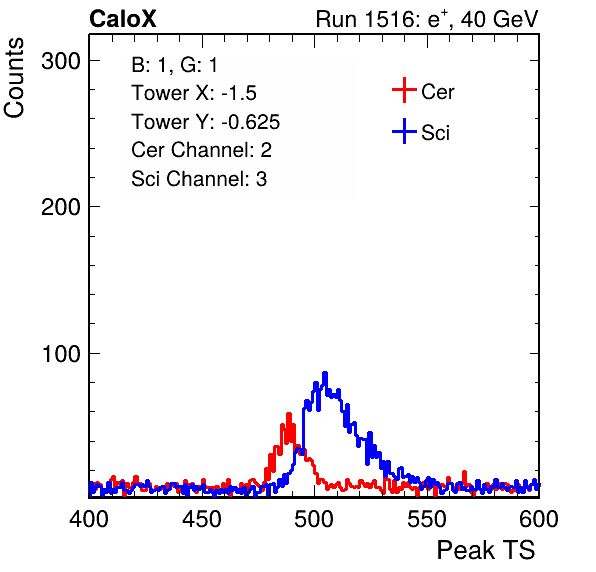 CaloX Run 1516: e⁺, 40 GeV
Counts
B: 1, G: 1
Tower X: -1.5
Tower Y: -0.625
Cer Channel: 2
Sci Channel: 3
Cer
Sci
300
200
100
400 450 500 550 600
Peak TS